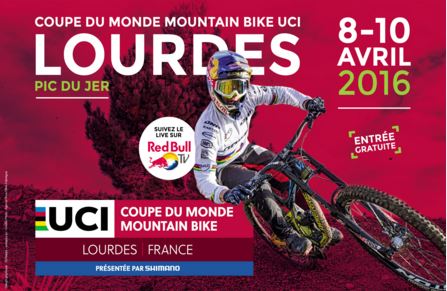 COUPE DU MONDE MOUNTAIN BIKE UCI
LOURDES
PIC DU JER
8-10
AVRIL
2016
ENTRÉE
GRATUITE
SUIVEZ LE
LIVE SUR
Red Bull
TV
UCI
COUPE DU MONDE
MOUNTAIN BIKE
LOURDES | FRANCE
PRÉSENTÉE PAR SHIMANO